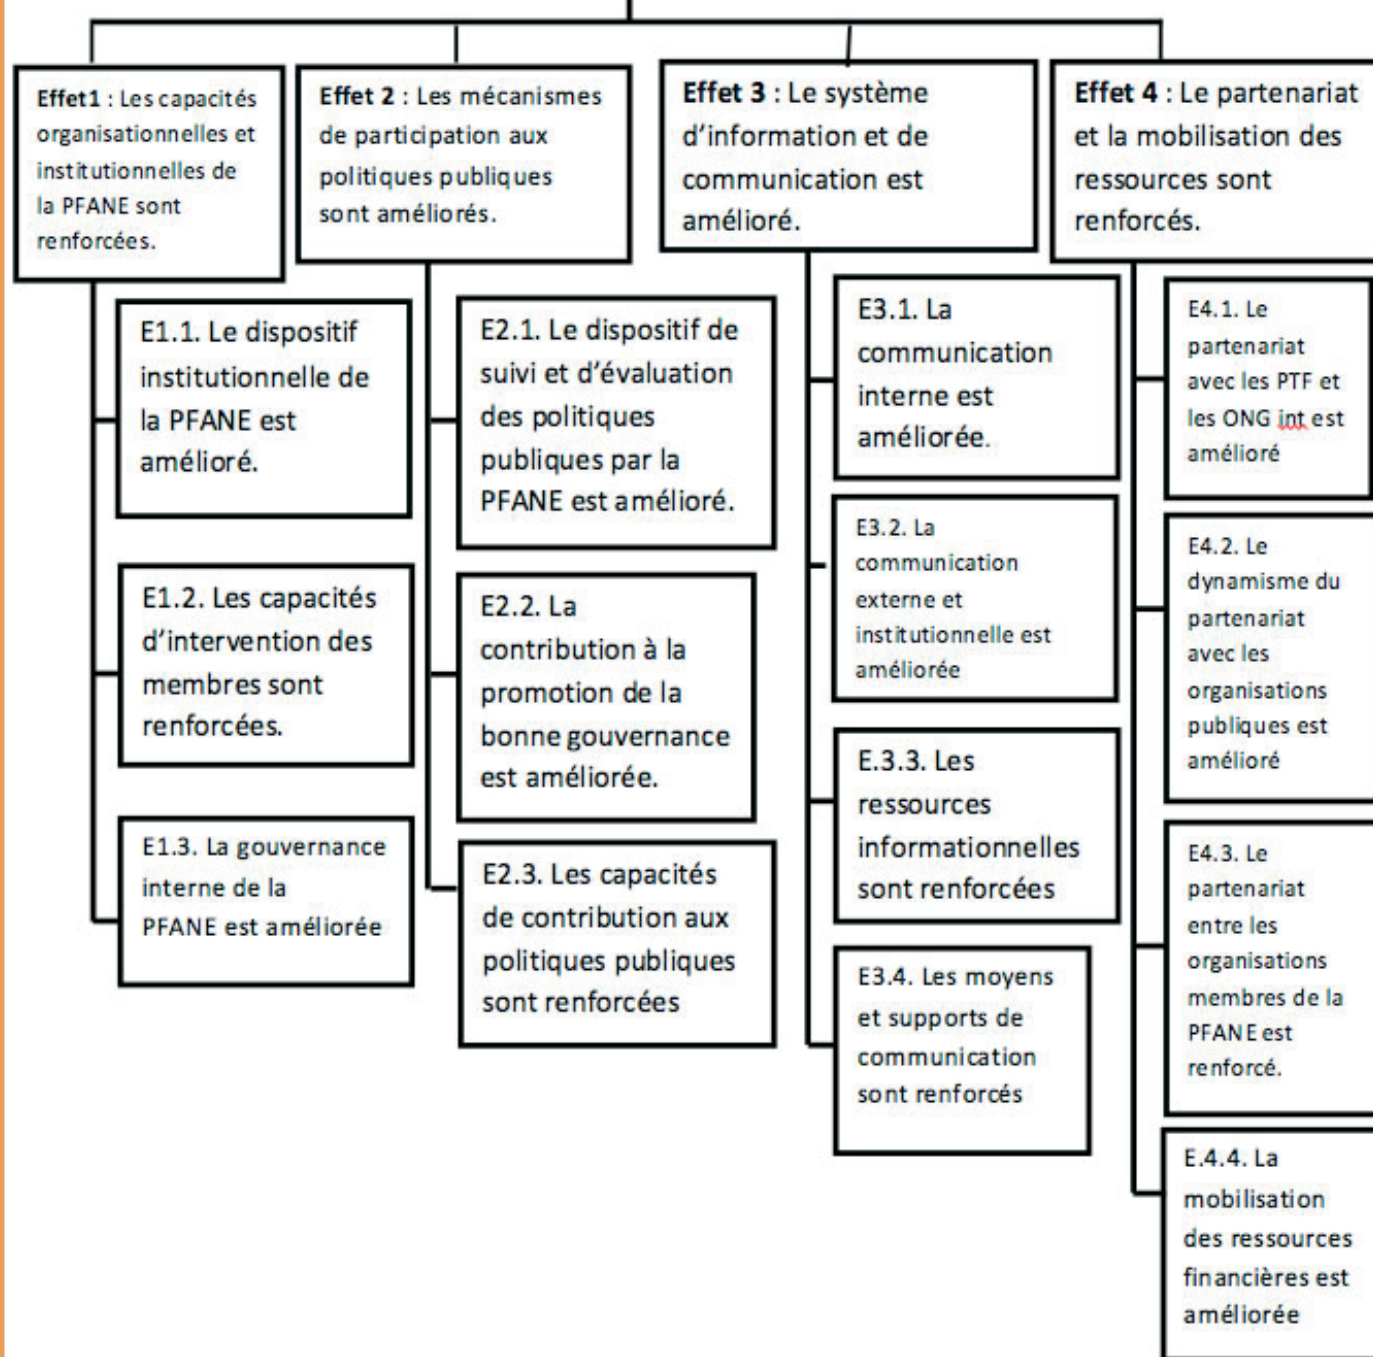 Effet1 : Les capacités
organisationnelles et
institutionnelles de
la PFANE sont
renforcées.
Effet 2 : Les mécanismes
de participation aux
politiques publiques
sont améliorés.
Effet 3 : Le système
d’information et de
communication est
amélioré.
Effet 4 : Le partenariat
et la mobilisation des
ressources sont
renforcés.
E1.1. Le dispositif
institutionnelle de
la PFANE est
amélioré.
E1.2. Les capacités
d’intervention des
membres sont
renforcées.
E1.3. La gouvernance
interne de la
PFANE est améliorée
E2.1. Le dispositif de
suivi et d’évaluation
des politiques
publiques par la
PFANE est amélioré.
E2.2. La
contribution à la
promotion de la
bonne gouvernance
est améliorée.
E2.3. Les capacités
de contribution aux
politiques publiques
sont renforcées
E3.1. La
communication
interne est
améliorée.
E3.2. La
communication
externe et
institutionnelle est
améliorée
E.3.3. Les
ressources
informationnelles
sont renforcées
E3.4. Les moyens
et supports de
communication
sont renforcés
E4.1. Le
partenariat
avec les PTF et
les ONG int est
amélioré
E4.2. Le
dynamisme du
partenariat
avec les
organisations
publiques est
amélioré
E4.3. Le
partenariat
entre les
organisations
membres de la
PFANE est
renforcé.
E.4.4. La
mobilisation
des ressources
financières est
améliorée